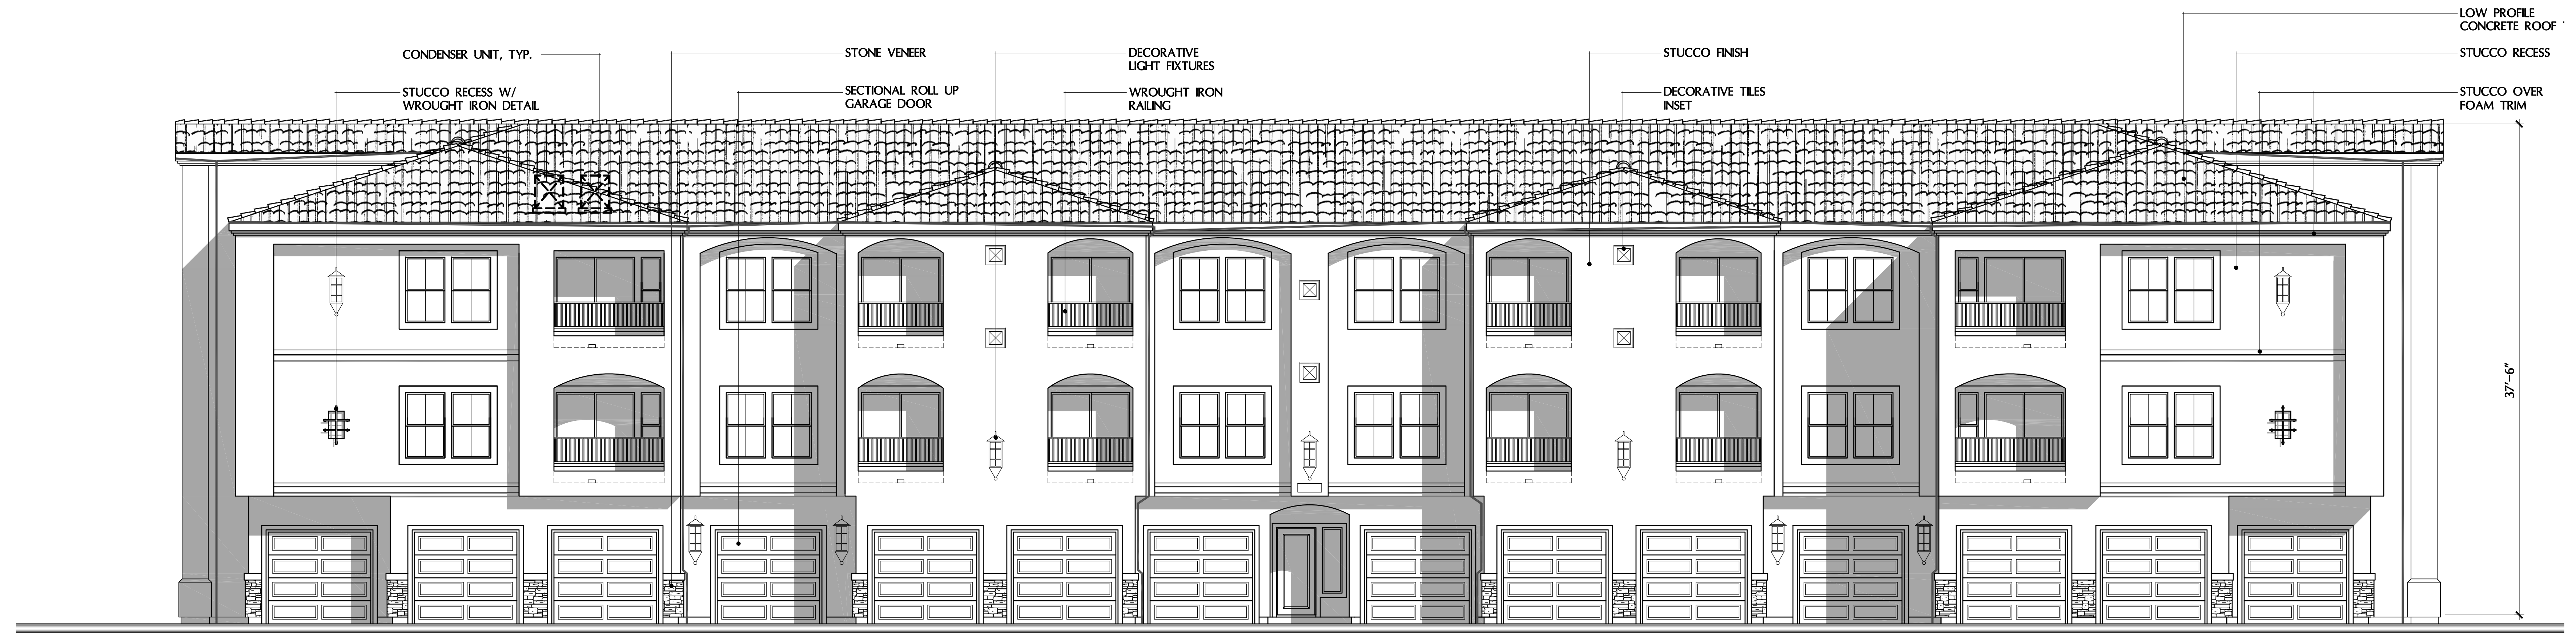 LOW PROFILE
CONCRETE ROOF
CONDENSER UNIT, TYP.
STONE VENEER
DECORATIVE
LIGHT FIXTURES
STUCCO FINISH
STUCCO RECESS
STUCCO RECESS W/
WROUGHT IRON DETAIL
SECTIONAL ROLL UP
GARAGE DOOR
WROUGHT IRON
RAILING
DECORATIVE TILES
INSET
STUCCO OVER
FOAM TRIM
37'-6"